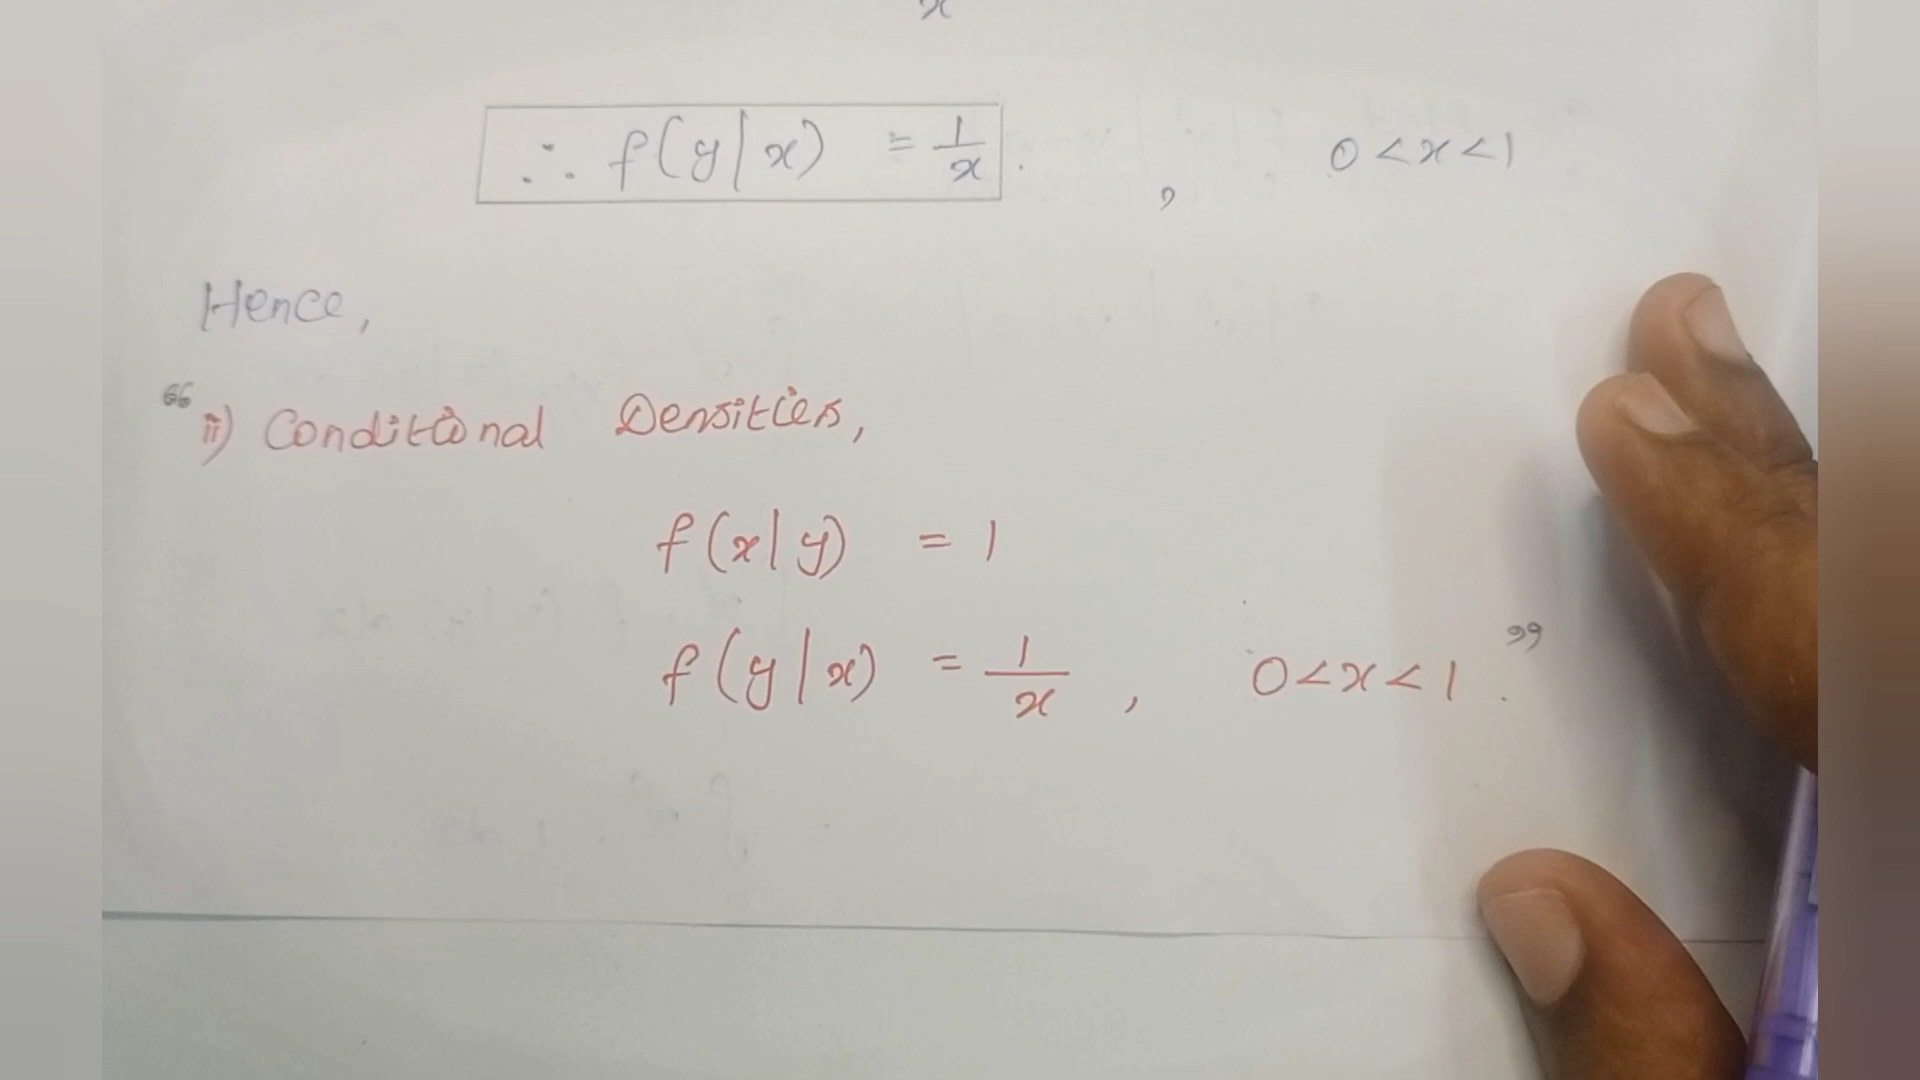 x
∴ f(y|x) = 1/x . , 0<x<1
Hence,
“ ii) Conditional Densities,
f(x|y) = 1
f(y|x) = 1/x , 0<x<1 . ”